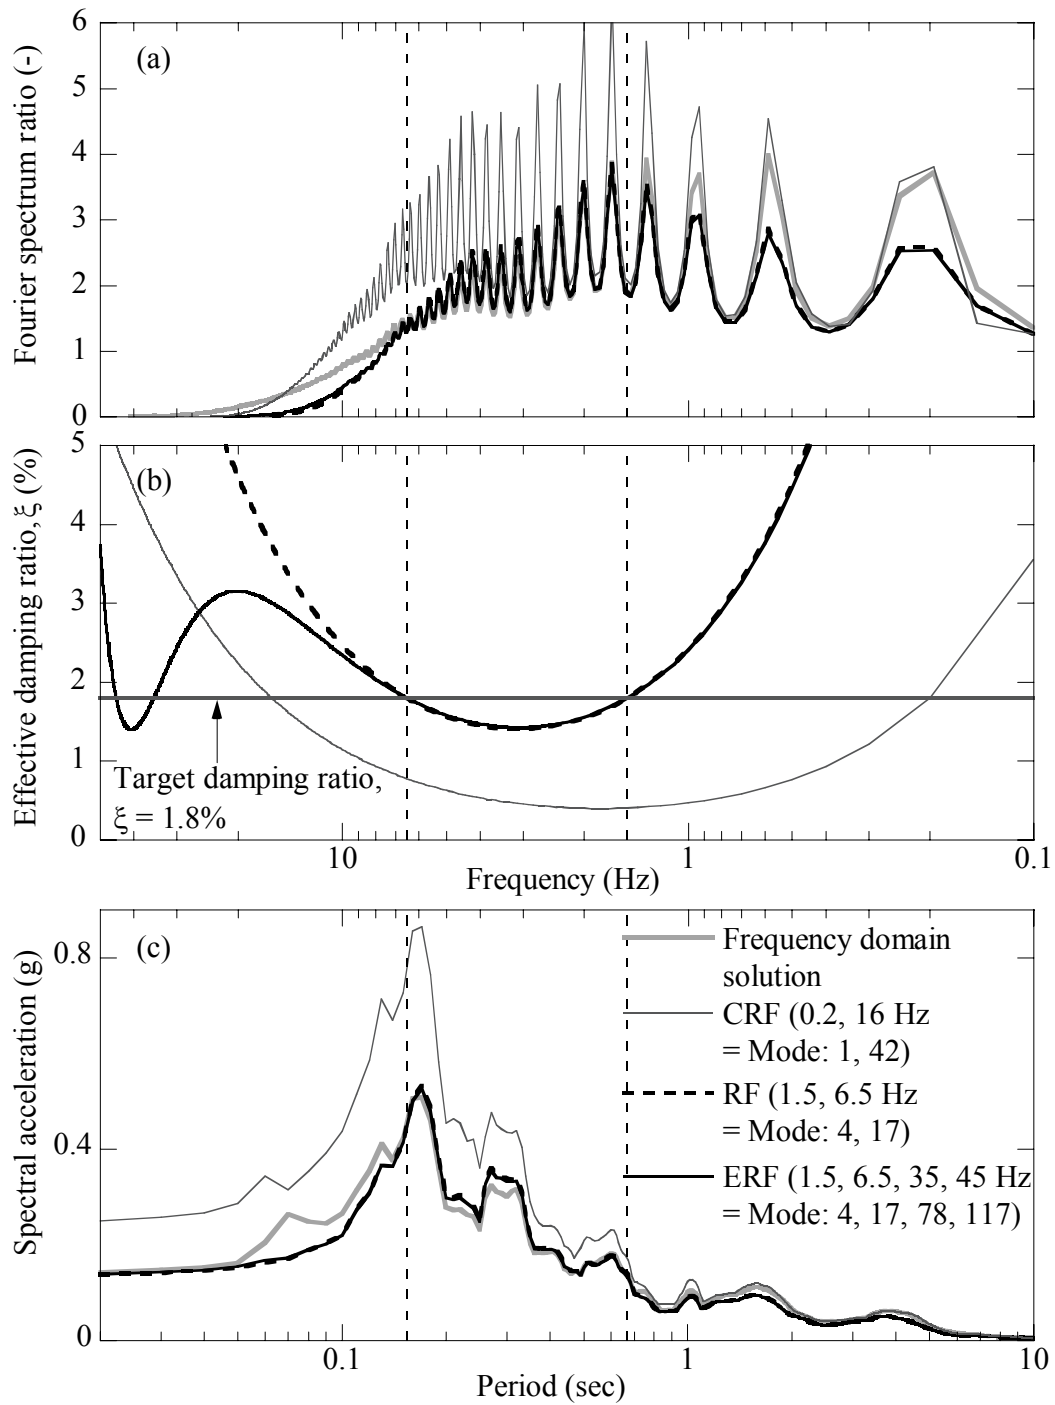 6
(a)
5
4
3
2
1
0
Fourier spectrum ratio (-)
5
(b)
4
3
2
1
0
Effective damping ratio, ξ (%)
Target damping ratio,
ξ = 1.8%
10
1
0.1
Frequency (Hz)
(c)
0.8
0.4
0
Spectral acceleration (g)
Frequency domain
solution
CRF (0.2, 16 Hz
= Mode: 1, 42)
RF (1.5, 6.5 Hz
= Mode: 4, 17)
ERF (1.5, 6.5, 35, 45 Hz
= Mode: 4, 17, 78, 117)
0.1
1
10
Period (sec)